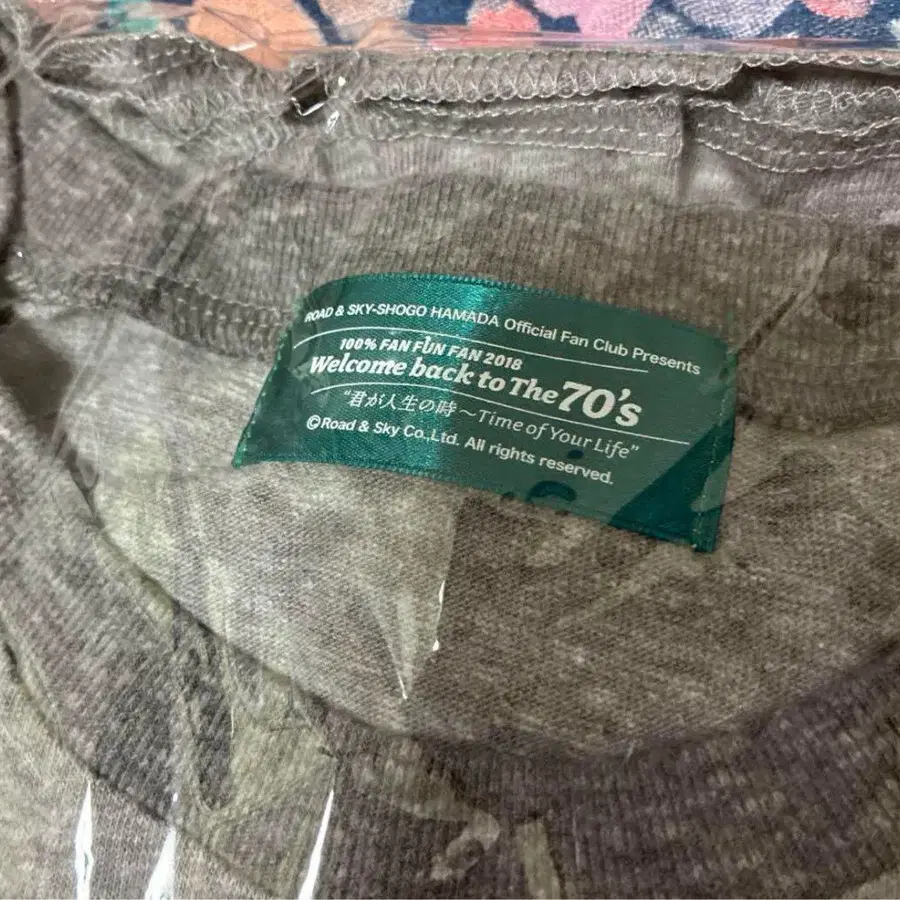 ROAD & SKY-SHOGO HAMADA Official Fan Club Presents
100% FAN FUN FAN 2018
Welcome back to The 70's
"君が人生の時～Time of Your Life"
©Road & Sky Co.,Ltd. All rights reserved.